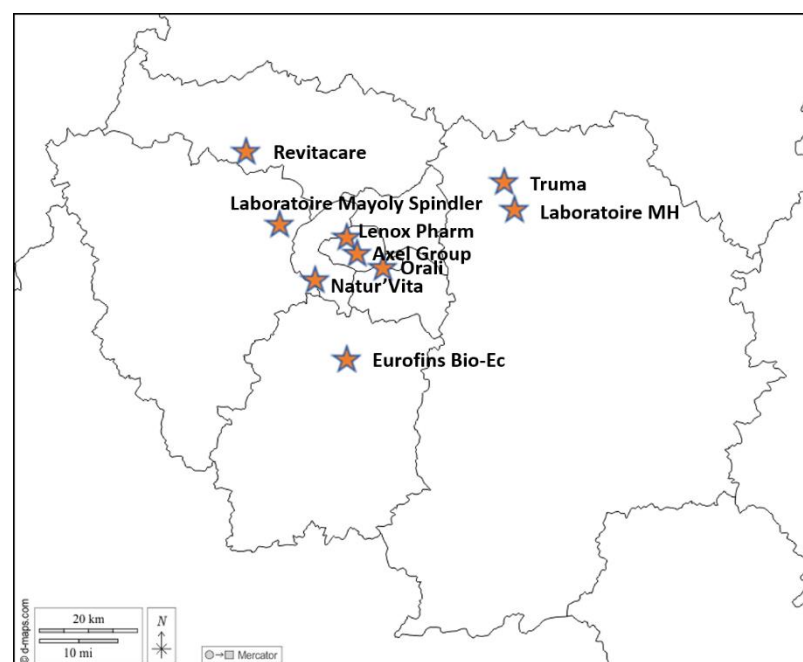 Revitacare
Truma
Laboratoire Mayoly Spindler
Laboratoire MH
Lenox Pharm
Axel Group
Orali
Natur’Vita
Eurofins Bio-Ec
© d-maps.com
20 km
10 mi
N
Mercator